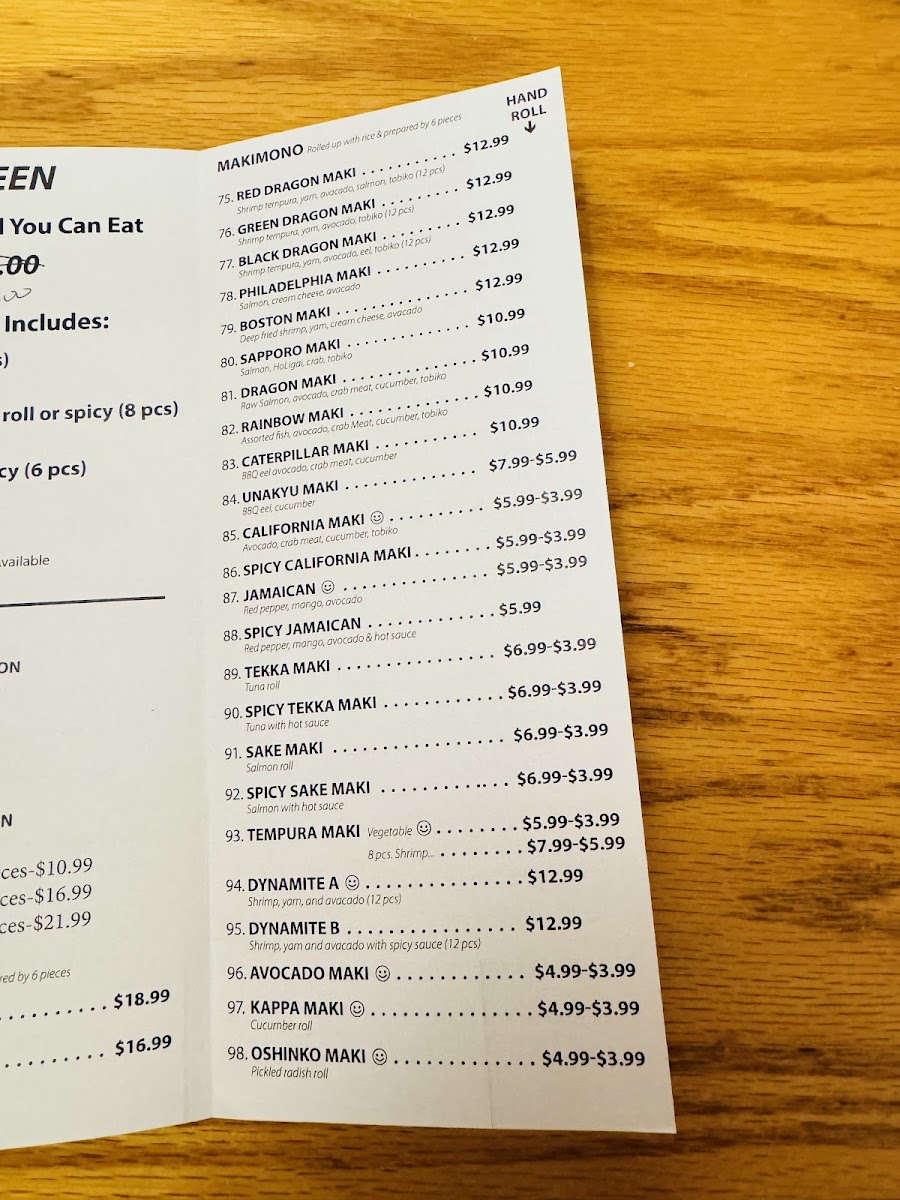 EEN
l You Can Eat
.00
.00
Includes:
s)
roll or spicy (8 pcs)
cy (6 pcs)
Available
ON
N
ces-$10.99
ces-$16.99
ces-$21.99
red by 6 pieces
. . . . . . . . . . $18.99
. . . . . . . . . . $16.99
HAND
ROLL
MAKIMONO Rolled up with rice & prepared by 6 pieces
75. RED DRAGON MAKI . . . . . . . . . . . $12.99
Shrimp tempura, yam, avocado, salmon, tobiko (12 pcs)
76. GREEN DRAGON MAKI . . . . . . . . . $12.99
Shrimp tempura, yam, avocado, tobiko (12 pcs)
77. BLACK DRAGON MAKI . . . . . . . . . $12.99
Shrimp tempura, yam, avocado, eel, tobiko (12 pcs)
78. PHILADELPHIA MAKI . . . . . . . . . . $12.99
Salmon, cream cheese, avacado
79. BOSTON MAKI . . . . . . . . . . . . . . . $12.99
Deep fried shrimp, yam, cream cheese, avacado
80. SAPPORO MAKI . . . . . . . . . . . . . . $10.99
Salmon, HoLigai, crab, tobiko
81. DRAGON MAKI . . . . . . . . . . . . . . . $10.99
Raw Salmon, avocado, crab meat, cucumber, tobiko
82. RAINBOW MAKI . . . . . . . . . . . . . . $10.99
Assorted fish, avocado, crab Meat, cucumber, tobiko
83. CATERPILLAR MAKI . . . . . . . . . . . $10.99
BBQ eel avocado, crab meat, cucumber
84. UNAKYU MAKI . . . . . . . . . . . . . . $7.99-$5.99
BBQ eel, cucumber
85. CALIFORNIA MAKI ☺ . . . . . . . . . . $5.99-$3.99
Avocado, crab meat, cucumber, tobiko
86. SPICY CALIFORNIA MAKI . . . . . . . . $5.99-$3.99
87. JAMAICAN ☺ . . . . . . . . . . . . . . . $5.99-$3.99
Red pepper, mango, avocado
88. SPICY JAMAICAN . . . . . . . . . . . . . $5.99
Red pepper, mango, avocado & hot sauce
89. TEKKA MAKI . . . . . . . . . . . . . . . . $6.99-$3.99
Tuna roll
90. SPICY TEKKA MAKI . . . . . . . . . . . . $6.99-$3.99
Tuna with hot sauce
91. SAKE MAKI . . . . . . . . . . . . . . . . . $6.99-$3.99
Salmon roll
92. SPICY SAKE MAKI . . . . . . . . . .. . . $6.99-$3.99
Salmon with hot sauce
93. TEMPURA MAKI Vegetable ☺ . . . . . . . . $5.99-$3.99
8 pcs. Shrimp... . . . . . . . . . $7.99-$5.99
94. DYNAMITE A ☺ . . . . . . . . . . . . . . . $12.99
Shrimp, yam, and avacado (12 pcs)
95. DYNAMITE B . . . . . . . . . . . . . . . . $12.99
Shrimp, yam and avacado with spicy sauce (12 pcs)
96. AVOCADO MAKI ☺ . . . . . . . . . . . . $4.99-$3.99
97. KAPPA MAKI ☺ . . . . . . . . . . . . . . . $4.99-$3.99
Cucumber roll
98. OSHINKO MAKI ☺ . . . . . . . . . . . . . $4.99-$3.99
Pickled radish roll